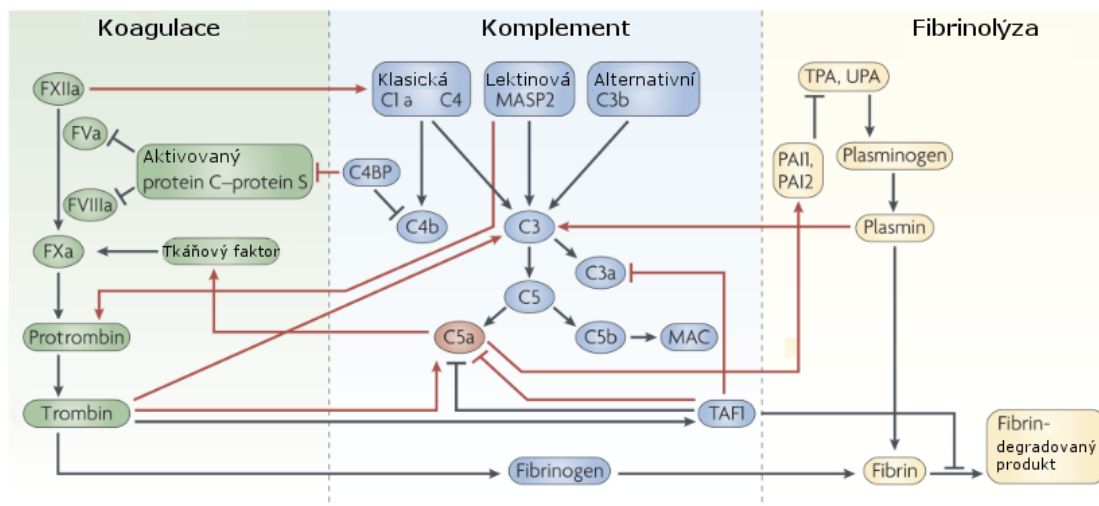 Koagulace
Komplement
Fibrinolýza
FXIIa
Klasická
C1 a C4
Lektinová
MASP2
Alternativní
C3b
TPA, UPA
FVa
Aktivovaný
protein C–protein S
FVIIIa
C4BP
PAI1,
PAI2
Plasminogen
C4b
C3
Plasmin
FXa
Tkáňový faktor
C3a
C5
Protrombin
C5a
C5b
MAC
Trombin
TAFI
Fibrinogen
Fibrin
Fibrin-
degradovaný
produkt